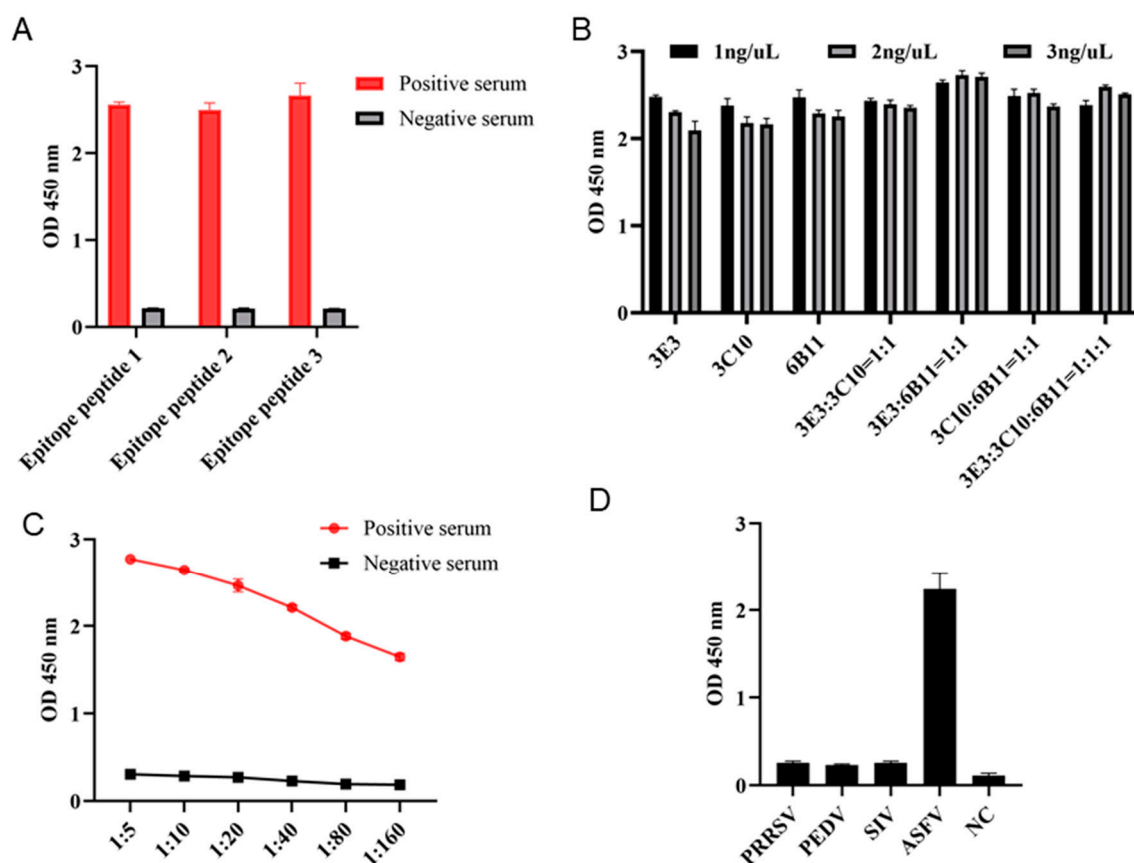 A
OD 450 nm
3
2
1
0
Positive serum
Negative serum
Epitope peptide 1
Epitope peptide 2
Epitope peptide 3
B
OD 450 nm
3
2
1
0
1ng/uL
2ng/uL
3ng/uL
3E3
3C10
6B11
3E3:3C10=1:1
3E3:6B11=1:1
3C10:6B11=1:1
3E3:3C10:6B11=1:1:1
C
OD 450 nm
3
2
1
0
Positive serum
Negative serum
1:5
1:10
1:20
1:40
1:80
1:160
D
OD 450 nm
3
2
1
0
PRRSV
PEDV
SIV
ASFV
NC